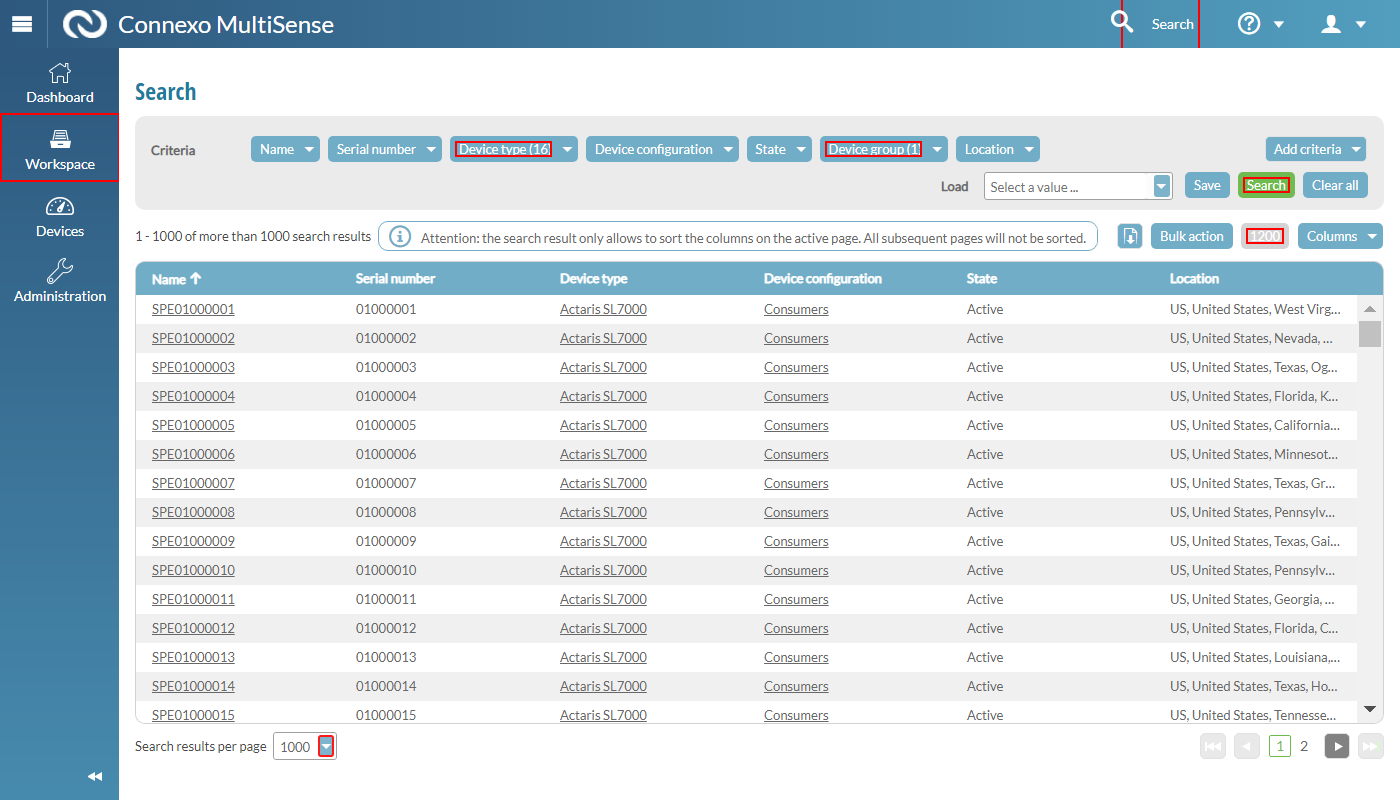 Connexo MultiSense
Search
Dashboard
Workspace
Devices
Administration
Search
Criteria Name Serial number Device type (16) Device configuration State Device group (1) Location Add criteria
Load Select a value ... Save Search Clear all
1 - 1000 of more than 1000 search results Attention: the search result only allows to sort the columns on the active page. All subsequent pages will not be sorted. Bulk action 1200 Columns
Name Serial number Device type Device configuration State Location
SPE01000001 01000001 Actaris SL7000 Consumers Active US, United States, West Virg...
SPE01000002 01000002 Actaris SL7000 Consumers Active US, United States, Nevada, ...
SPE01000003 01000003 Actaris SL7000 Consumers Active US, United States, Texas, Og...
SPE01000004 01000004 Actaris SL7000 Consumers Active US, United States, Florida, K...
SPE01000005 01000005 Actaris SL7000 Consumers Active US, United States, California...
SPE01000006 01000006 Actaris SL7000 Consumers Active US, United States, Minnesot...
SPE01000007 01000007 Actaris SL7000 Consumers Active US, United States, Texas, Gr...
SPE01000008 01000008 Actaris SL7000 Consumers Active US, United States, Pennsylv...
SPE01000009 01000009 Actaris SL7000 Consumers Active US, United States, Texas, Gai...
SPE01000010 01000010 Actaris SL7000 Consumers Active US, United States, Pennsylv...
SPE01000011 01000011 Actaris SL7000 Consumers Active US, United States, Georgia, ...
SPE01000012 01000012 Actaris SL7000 Consumers Active US, United States, Florida, C...
SPE01000013 01000013 Actaris SL7000 Consumers Active US, United States, Louisiana,...
SPE01000014 01000014 Actaris SL7000 Consumers Active US, United States, Texas, Ho...
SPE01000015 01000015 Actaris SL7000 Consumers Active US, United States, Tennesse...
Search results per page 1000 1 2